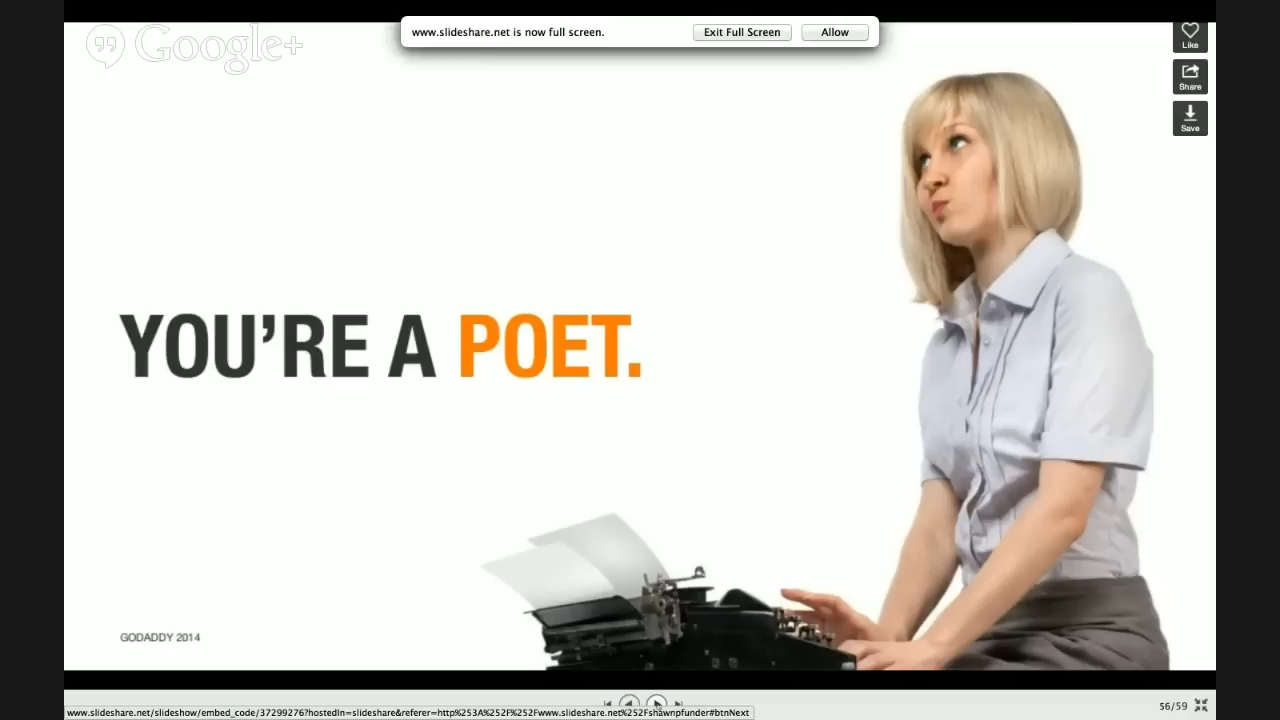 Google+
www.slideshare.net is now full screen.
Exit Full Screen
Allow
Like
Share
Save
YOU'RE A POET.
GODADDY 2014
56/59
www.slideshare.net/slideshow/embed_code/37299276?hostedIn=slideshare&referer=http%253A%252F%252Fwww.slideshare.net%252Fshawnpfunder#btnNext